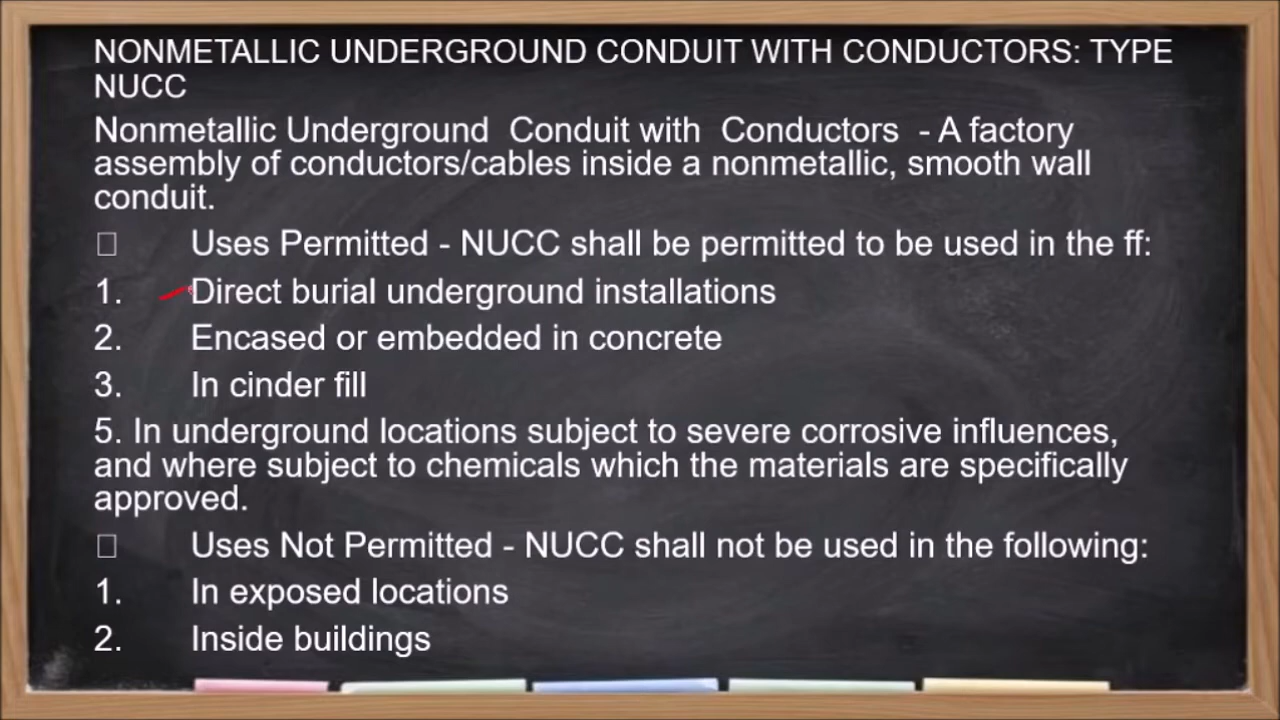 NONMETALLIC UNDERGROUND CONDUIT WITH CONDUCTORS: TYPE
NUCC
Nonmetallic Underground Conduit with Conductors - A factory
assembly of conductors/cables inside a nonmetallic, smooth wall
conduit.
Uses Permitted - NUCC shall be permitted to be used in the ff:
1. Direct burial underground installations
2. Encased or embedded in concrete
3. In cinder fill
5. In underground locations subject to severe corrosive influences,
and where subject to chemicals which the materials are specifically
approved.
Uses Not Permitted - NUCC shall not be used in the following:
1. In exposed locations
2. Inside buildings